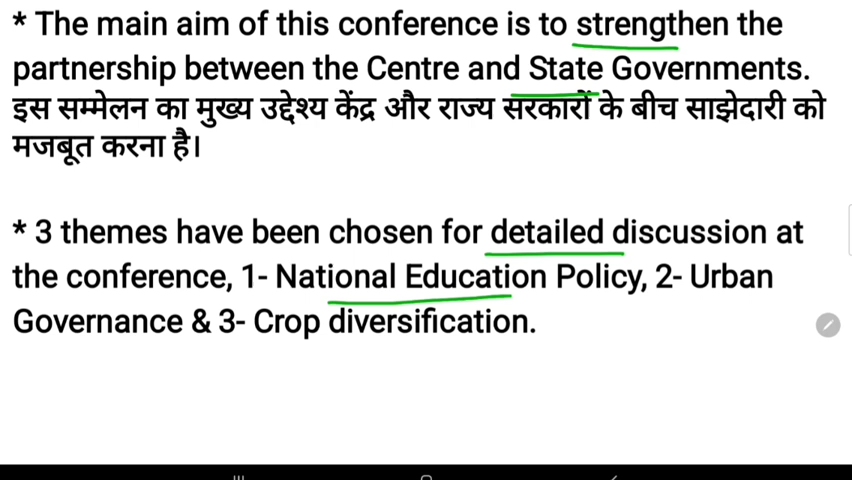 * The main aim of this conference is to strengthen the
partnership between the Centre and State Governments.
इस सम्मेलन का मुख्य उद्देश्य केंद्र और राज्य सरकारों के बीच साझेदारी को
मजबूत करना है।
* 3 themes have been chosen for detailed discussion at
the conference, 1- National Education Policy, 2- Urban
Governance & 3- Crop diversification.